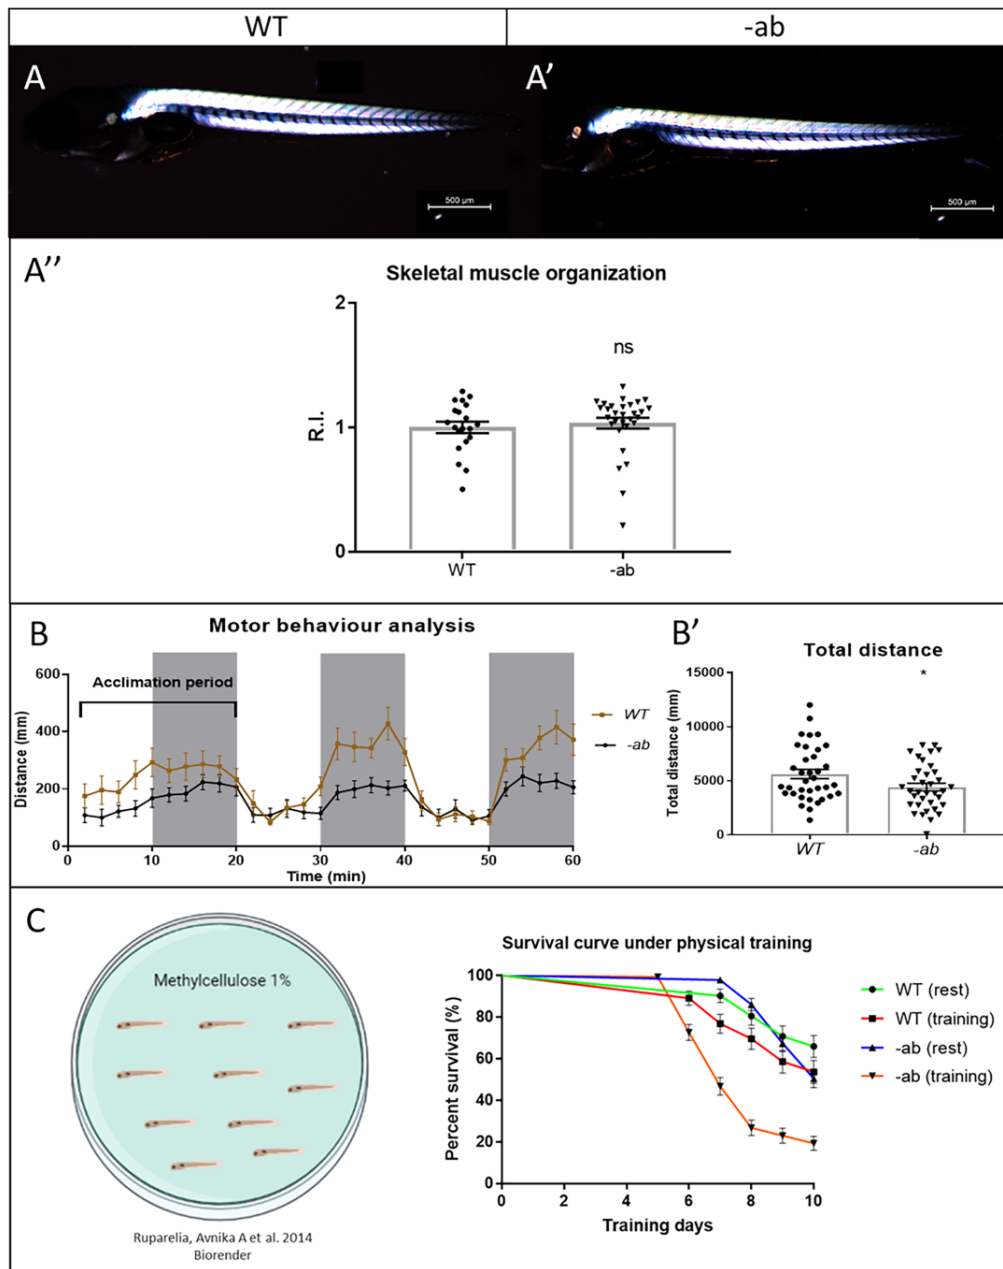 WT
-ab
A
A’
500 µm
500 µm
A’’
Skeletal muscle organization
2
ns
R.I.
1
0
WT
-ab
B
Motor behaviour analysis
600
Acclimation period
Distance (mm)
400
WT
-ab
200
0
0 10 20 30 40 50 60
Time (min)
B’
Total distance
15000
*
Total distance (mm)
10000
5000
0
WT
-ab
C
Methylcellulose 1%
Ruparelia, Avnika A et al. 2014
Biorender
Survival curve under physical training
100
80
60
40
20
0
Percent survival (%)
0 2 4 6 8 10
Training days
WT (rest)
WT (training)
-ab (rest)
-ab (training)